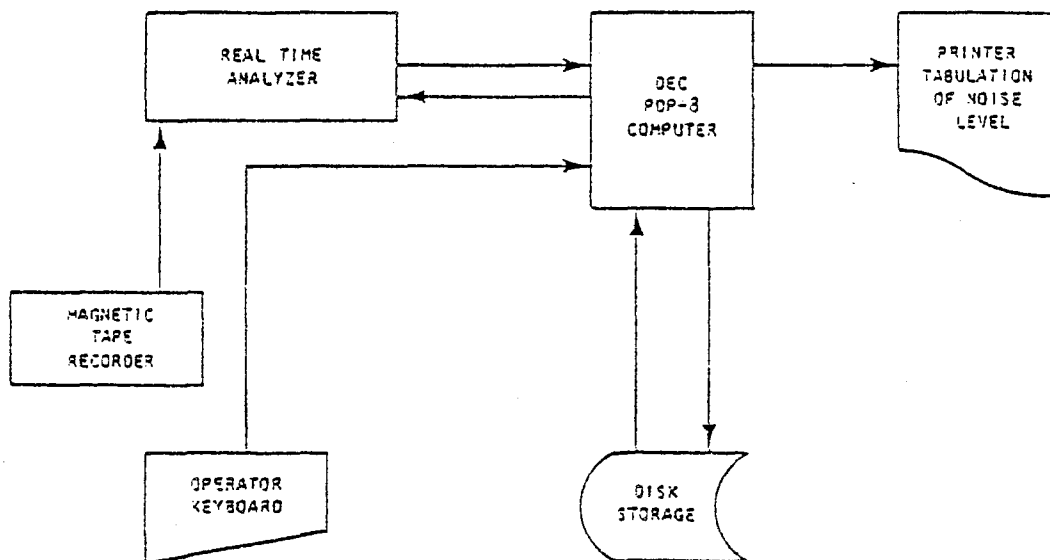 REAL TIME
ANALYZER
DEC
PDP-8
COMPUTER
PRINTER
TABULATION
OF NOISE
LEVEL
MAGNETIC
TAPE
RECORDER
OPERATOR
KEYBOARD
DISK
STORAGE